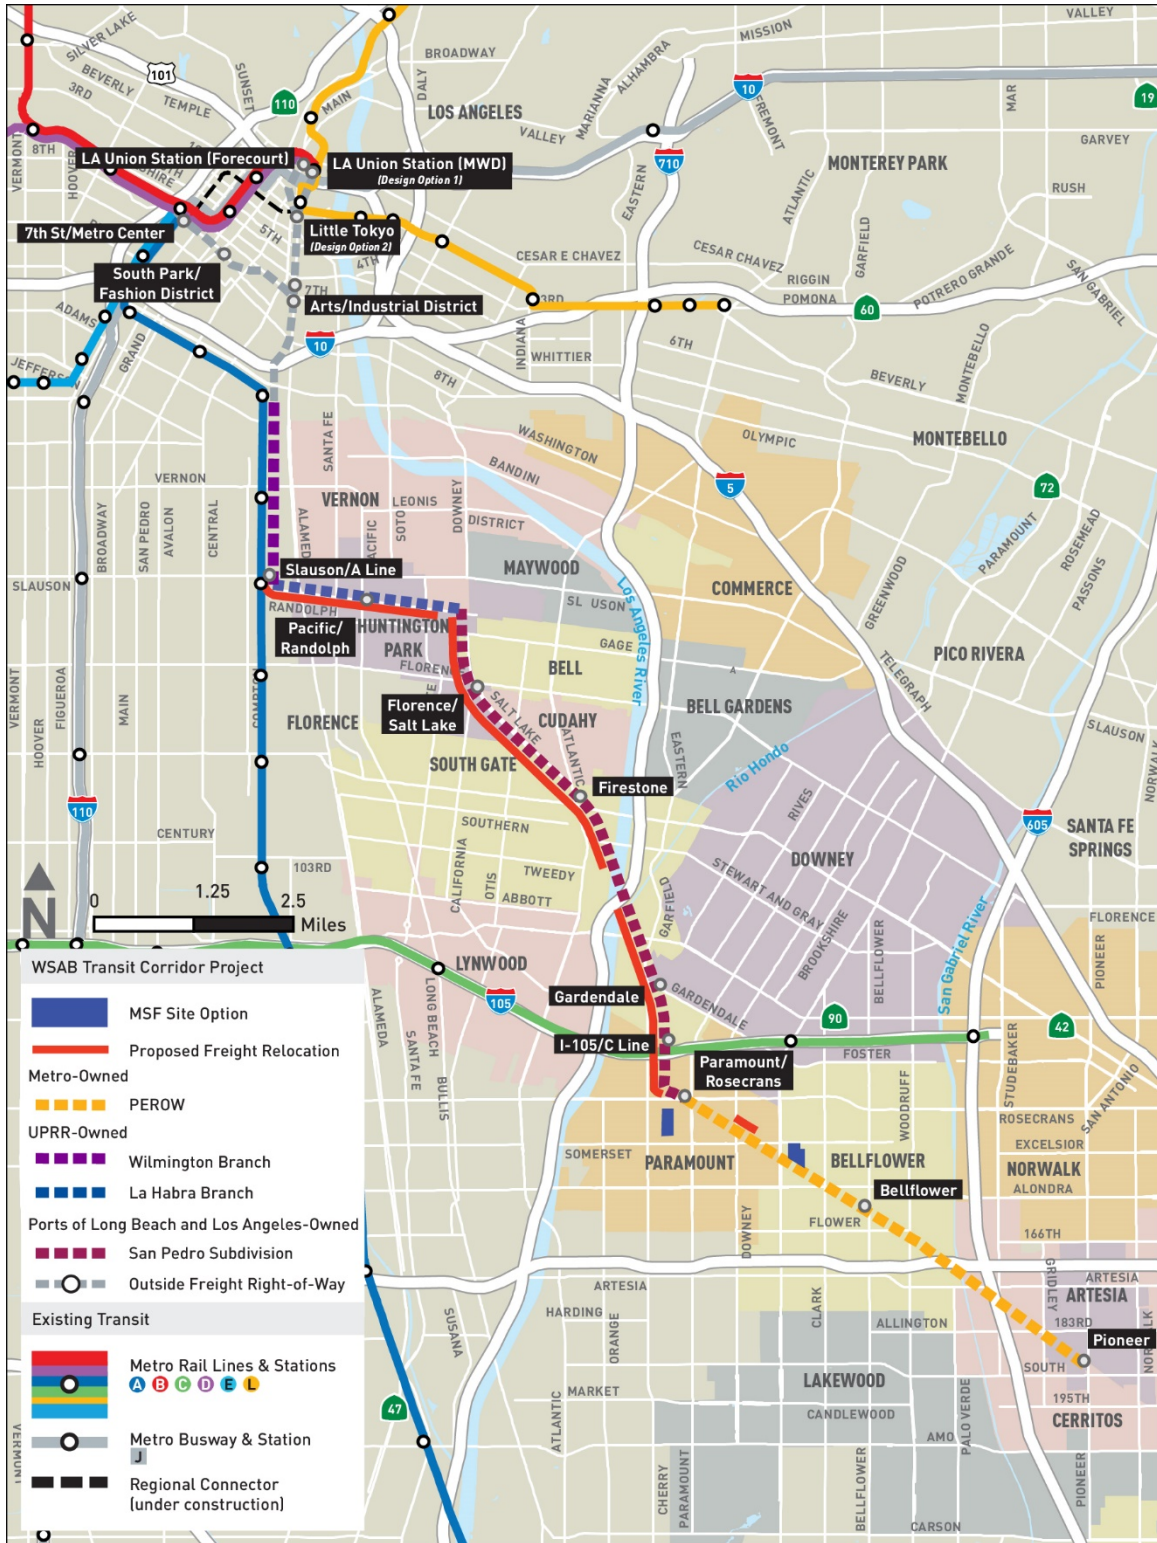 VALLEY
MISSION
SILVER LAKE
BROADWAY
ALHAMBRA
MARIANNA
DALY
101
SUNSET
BEVERLY
3RD
TEMPLE
110
MAIN
LOS ANGELES
10
FREMONT
MAR
19
VALLEY
GARVEY
VERMONT
8TH
HOOVER
LA Union Station (Forecourt)
LA Union Station (MWD)
(Design Option 1)
710
MONTEREY PARK
ATLANTIC
EASTERN
RUSH
7th St/Metro Center
5TH
Little Tokyo
(Design Option 2)
4TH
CESAR E CHAVEZ
CESAR CHAVEZ
GARFIELD
RIGGIN
POTRERO GRANDE
SAN GABRIEL
South Park/
Fashion District
7TH
Arts/Industrial District
3RD
POMONA
60
ADAMS
GRAND
JEFFERSON
10
INDIANA
WHITTIER
6TH
8TH
BEVERLY
MONTEBELLO
SANTA FE
WASHINGTON
OLYMPIC
MONTEBELLO
BANDINI
VERNON
VERNON
LEONIS
DOWNEY
5
72
BROADWAY
SAN PEDRO
AVALON
CENTRAL
ALAMEDA
PACIFIC
SOTO
DISTRICT
PARAMOUNT
ROSEMEAD
PASSONS
Slauson/A Line
MAYWOOD
COMMERCE
GREENWOOD
SLAUSON
RANDOLPH
SLAUSON
Los Angeles River
Pacific/
Randolph
HUNTINGTON
PARK
GAGE
TELEGRAPH
PICO RIVERA
FLORENCE
BELL
VERMONT
HOOVER
FIGUEROA
MAIN
COMPTON
FLORENCE
Florence/
Salt Lake
SALT LAKE
CUDAHY
BELL GARDENS
SLAUSON
NORWALK
SOUTH GATE
ATLANTIC
EASTERN
Rio Hondo
Firestone
110
CENTURY
SOUTHERN
RIVES
605
SANTA FE
SPRINGS
103RD
CALIFORNIA
OTIS
TWEEDY
ABBOTT
DOWNEY
STEWART AND GRAY
N
0
1.25
2.5
Miles
GARFIELD
BROOKSHIRE
BELLFLOWER
San Gabriel River
FLORENCE
PIONEER
LYNWOOD
Gardendale
GARDENDALE
105
I-105/C Line
90
42
FOSTER
WSAB Transit Corridor Project
MSF Site Option
Proposed Freight Relocation
Metro-Owned
PEROW
UPRR-Owned
Wilmington Branch
La Habra Branch
Ports of Long Beach and Los Angeles-Owned
San Pedro Subdivision
Outside Freight Right-of-Way
Existing Transit
Metro Rail Lines & Stations
A B C D E L
Metro Busway & Station
J
Regional Connector
(under construction)
ALAMEDA
SANTA FE
LONG BEACH
BULLIS
Paramount/
Rosecrans
WOODRUFF
STUDEBAKER
SAN ANTONIO
ROSECRANS
EXCELSIOR
SOMERSET
PARAMOUNT
BELLFLOWER
NORWALK
ALONDRA
Bellflower
DOWNEY
FLOWER
166TH
GRIDLEY
ARTESIA
ARTESIA
ARTESIA
183RD
SUSANA
HARDING
ORANGE
CLARK
ALLINGTON
Pioneer
SOUTH
LAKEWOOD
47
MARKET
CANDLEWOOD
195TH
CERRITOS
ATLANTIC
PALO VERDE
VERMONT
CHERRY
PARAMOUNT
BELLFLOWER
PIONEER
CARSON